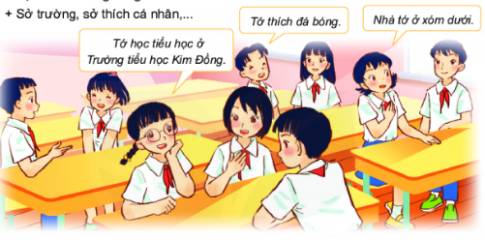 + Sở trường, sở thích cá nhân,...
Tớ thích đá bóng.
Nhà tớ ở xóm dưới.
Tớ học tiểu học ở
Trường tiểu học Kim Đồng.